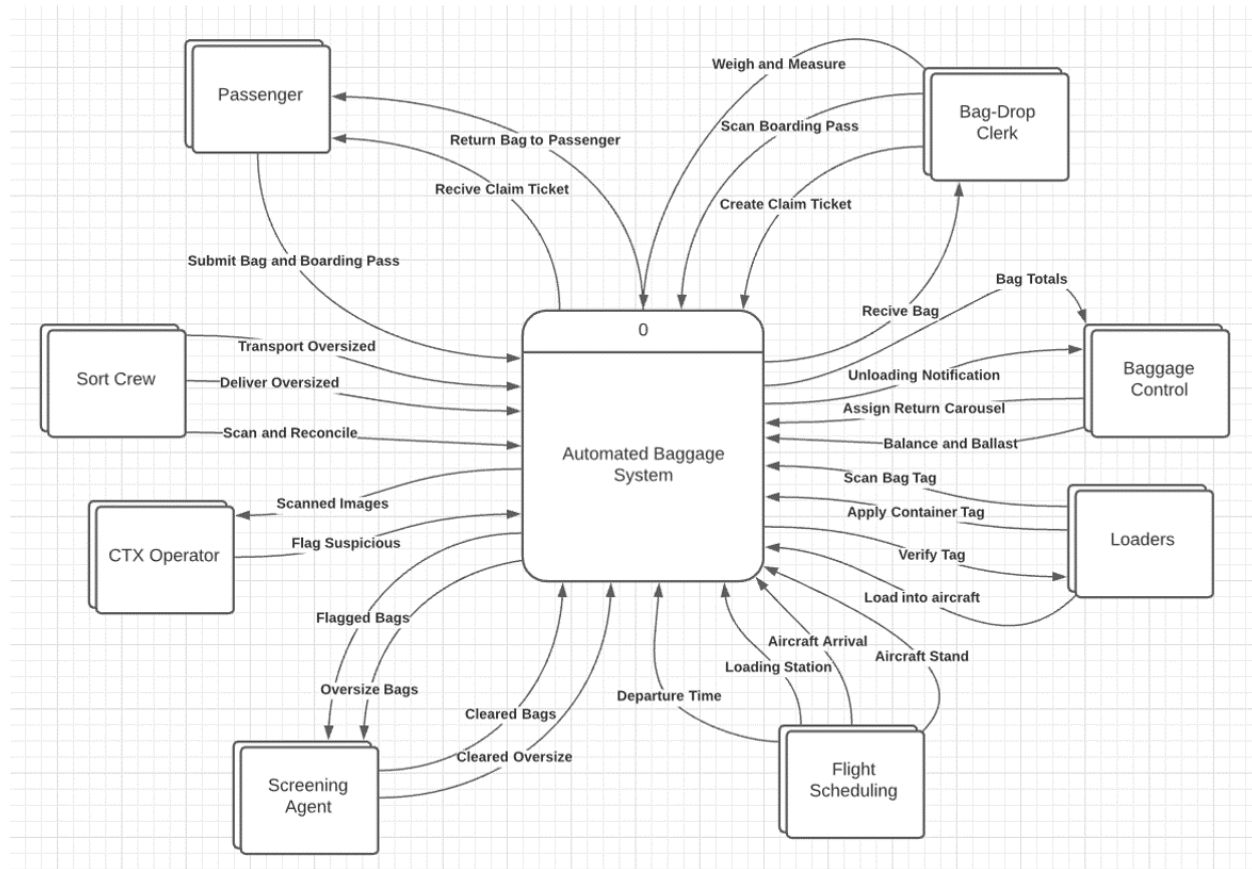 Weigh and Measure
Passenger
Bag-Drop
Clerk
Scan Boarding Pass
Return Bag to Passenger
Recive Claim Ticket
Create Claim Ticket
Submit Bag and Boarding Pass
Bag Totals
Recive Bag
0
Transport Oversized
Sort Crew
Deliver Oversized
Unloading Notification
Baggage
Control
Assign Return Carousel
Scan and Reconcile
Balance and Ballast
Automated Baggage
System
Scan Bag Tag
Scanned Images
Apply Container Tag
Flag Suspicious
CTX Operator
Loaders
Verify Tag
Load into aircraft
Flagged Bags
Aircraft Arrival
Aircraft Stand
Loading Station
Oversize Bags
Departure Time
Cleared Bags
Cleared Oversize
Screening
Agent
Flight
Scheduling